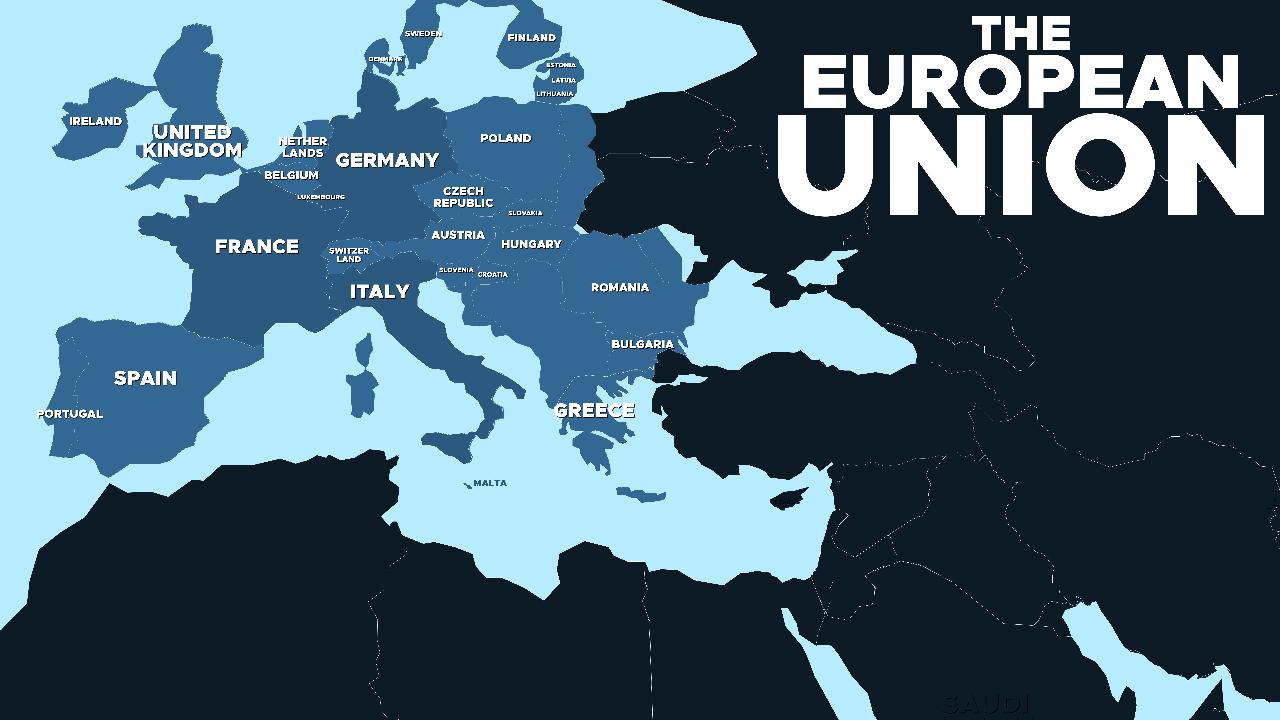 THE
EUROPEAN
UNION
SWEDEN
FINLAND
DENMARK
ESTONIA
LATVIA
LITHUANIA
IRELAND
UNITED
KINGDOM
NETHER
LANDS
GERMANY
POLAND
BELGIUM
LUXEMBOURG
CZECH
REPUBLIC
SLOVAKIA
FRANCE
SWITZER
LAND
AUSTRIA
HUNGARY
SLOVENIA
CROATIA
ITALY
ROMANIA
BULGARIA
SPAIN
PORTUGAL
GREECE
MALTA
SAUDI